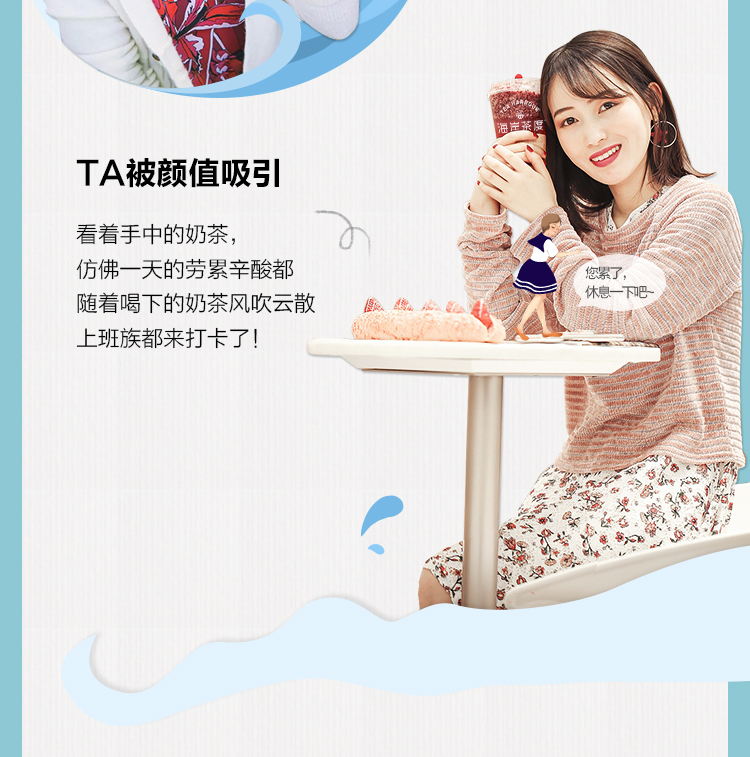 TEA HARBOUR
海岸茶度
TA被颜值吸引
看着手中的奶茶，
仿佛一天的劳累辛酸都
随着喝下的奶茶风吹云散
上班族都来打卡了！
您累了，
休息一下吧~